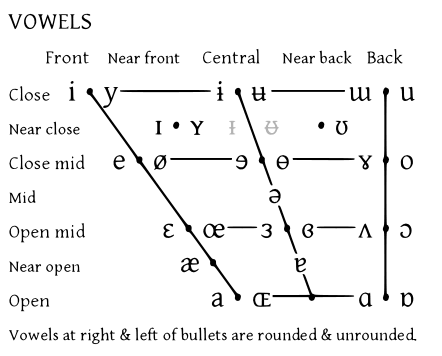 VOWELS
Front Near front Central Near back Back
Close i y ɨ ʉ ɯ u
Near close ɪ ʏ ᵻ ᵿ ʊ
Close mid e ø ɘ ɵ ɤ o
Mid ə
Open mid ɛ œ ɜ ɞ ʌ ɔ
Near open æ ɐ
Open a ɶ ɑ ɒ
Vowels at right & left of bullets are rounded & unrounded.